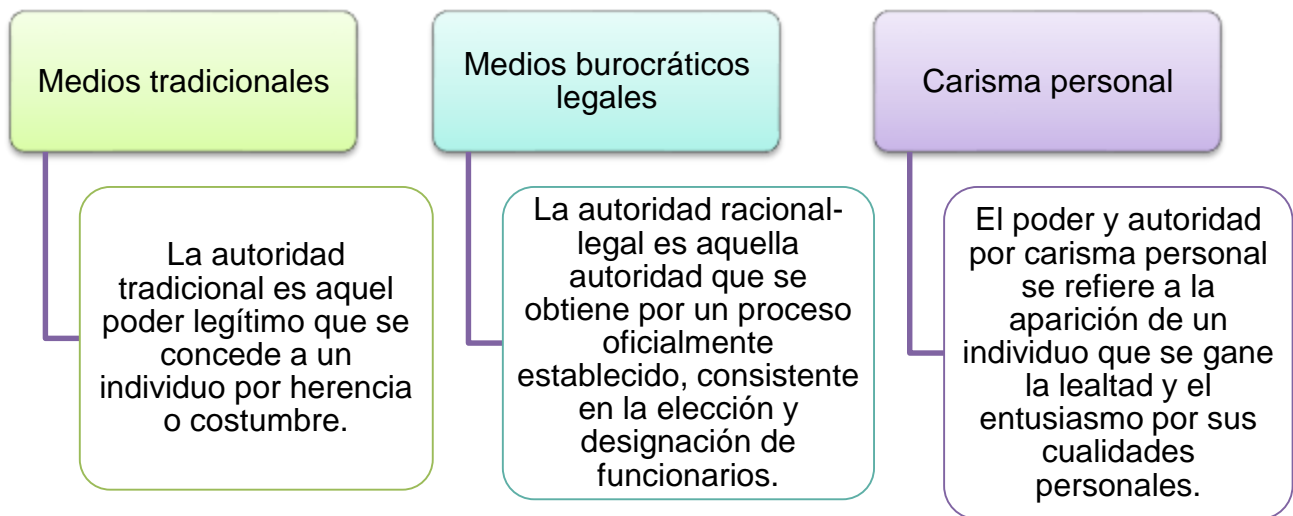 Medios tradicionales
La autoridad
tradicional es aquel
poder legítimo que se
concede a un
individuo por herencia
o costumbre.
Medios burocráticos
legales
La autoridad racional-
legal es aquella
autoridad que se
obtiene por un proceso
oficialmente
establecido, consistente
en la elección y
designación de
funcionarios.
Carisma personal
El poder y autoridad
por carisma personal
se refiere a la
aparición de un
individuo que se gane
la lealtad y el
entusiasmo por sus
cualidades
personales.